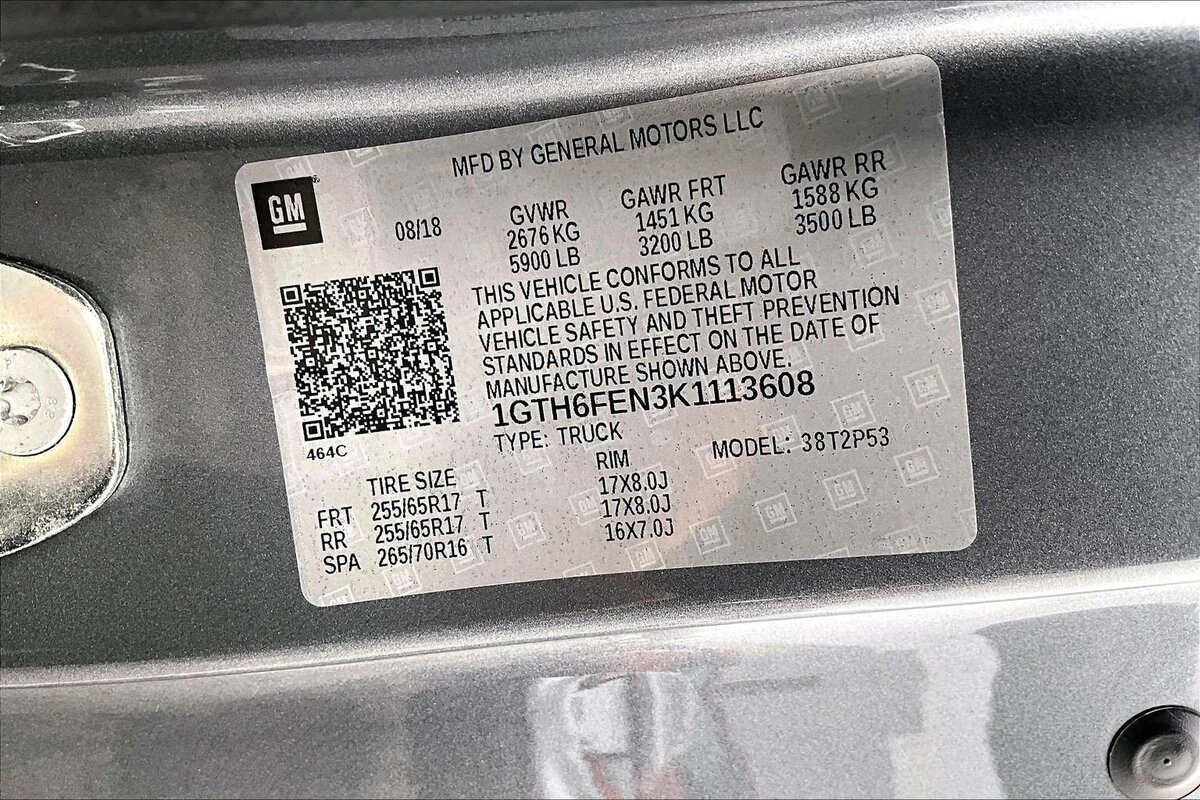 MFD BY GENERAL MOTORS LLC
GM
08/18
GVWR
2676 KG
5900 LB
GAWR FRT
1451 KG
3200 LB
GAWR RR
1588 KG
3500 LB
THIS VEHICLE CONFORMS TO ALL
APPLICABLE U.S. FEDERAL MOTOR
VEHICLE SAFETY AND THEFT PREVENTION
STANDARDS IN EFFECT ON THE DATE OF
MANUFACTURE SHOWN ABOVE.
1GTH6FEN3K1113608
TYPE: TRUCK
MODEL: 38T2P53
464C
TIRE SIZE RIM
FRT 255/65R17 T 17X8.0J
RR 255/65R17 T 17X8.0J
SPA 265/70R16 T 16X7.0J